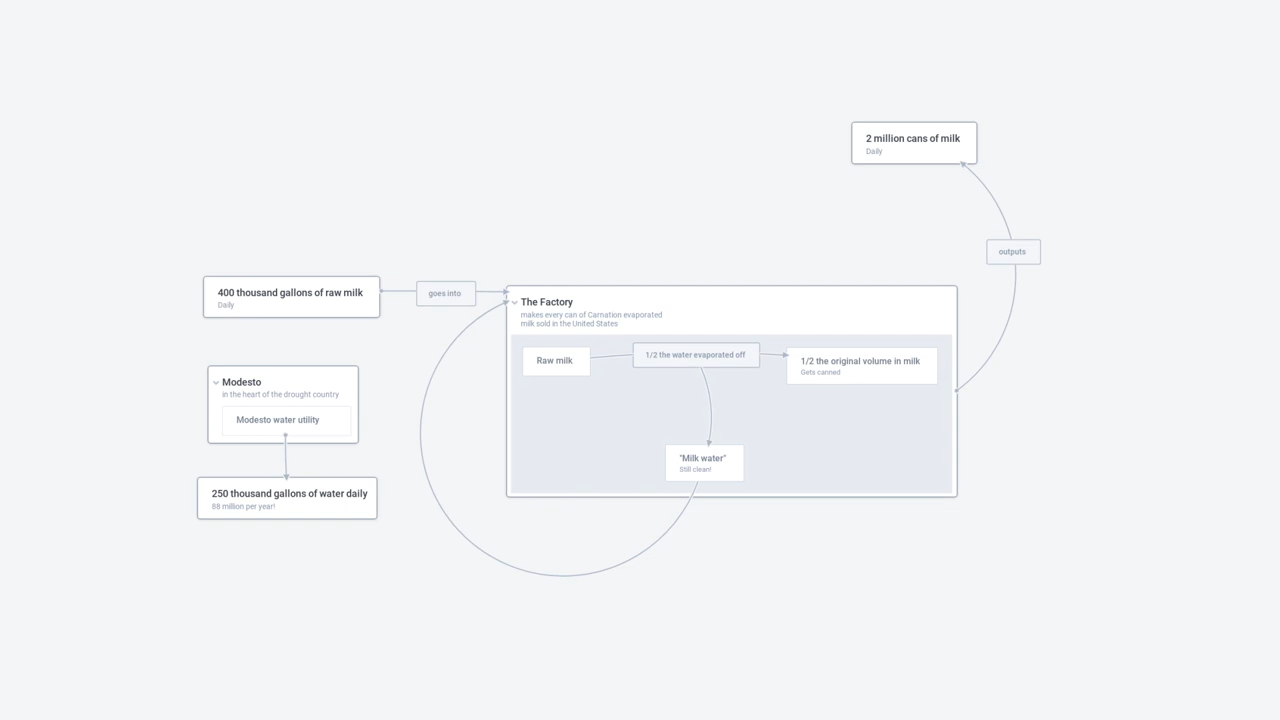 2 million cans of milk
Daily
outputs
400 thousand gallons of raw milk
Daily
goes into
The Factory
makes every can of Carnation evaporated
milk sold in the United States
Raw milk
1/2 the water evaporated off
1/2 the original volume in milk
Gets canned
"Milk water"
Still clean!
Modesto
in the heart of the drought country
Modesto water utility
250 thousand gallons of water daily
88 million per year!